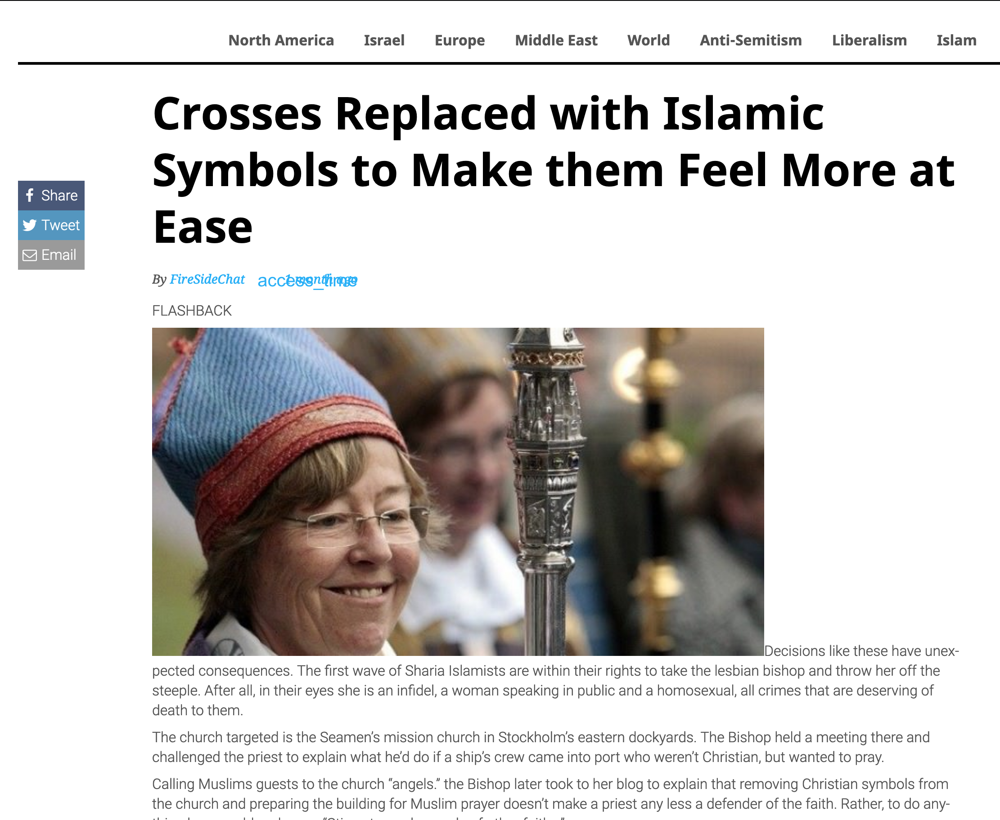 North America Israel Europe Middle East World Anti-Semitism Liberalism Islam
Crosses Replaced with Islamic
Symbols to Make them Feel More at
Ease
Share
Tweet
Email
By FireSideChat access_time 1 month ago
FLASHBACK
Decisions like these have unex-
pected consequences. The first wave of Sharia Islamists are within their rights to take the lesbian bishop and throw her off the
steeple. After all, in their eyes she is an infidel, a woman speaking in public and a homosexual, all crimes that are deserving of
death to them.
The church targeted is the Seamen’s mission church in Stockholm’s eastern dockyards. The Bishop held a meeting there and
challenged the priest to explain what he’d do if a ship’s crew came into port who weren’t Christian, but wanted to pray.
Calling Muslims guests to the church “angels.” the Bishop later took to her blog to explain that removing Christian symbols from
the church and preparing the building for Muslim prayer doesn’t make a priest any less a defender of the faith. Rather, to do any-